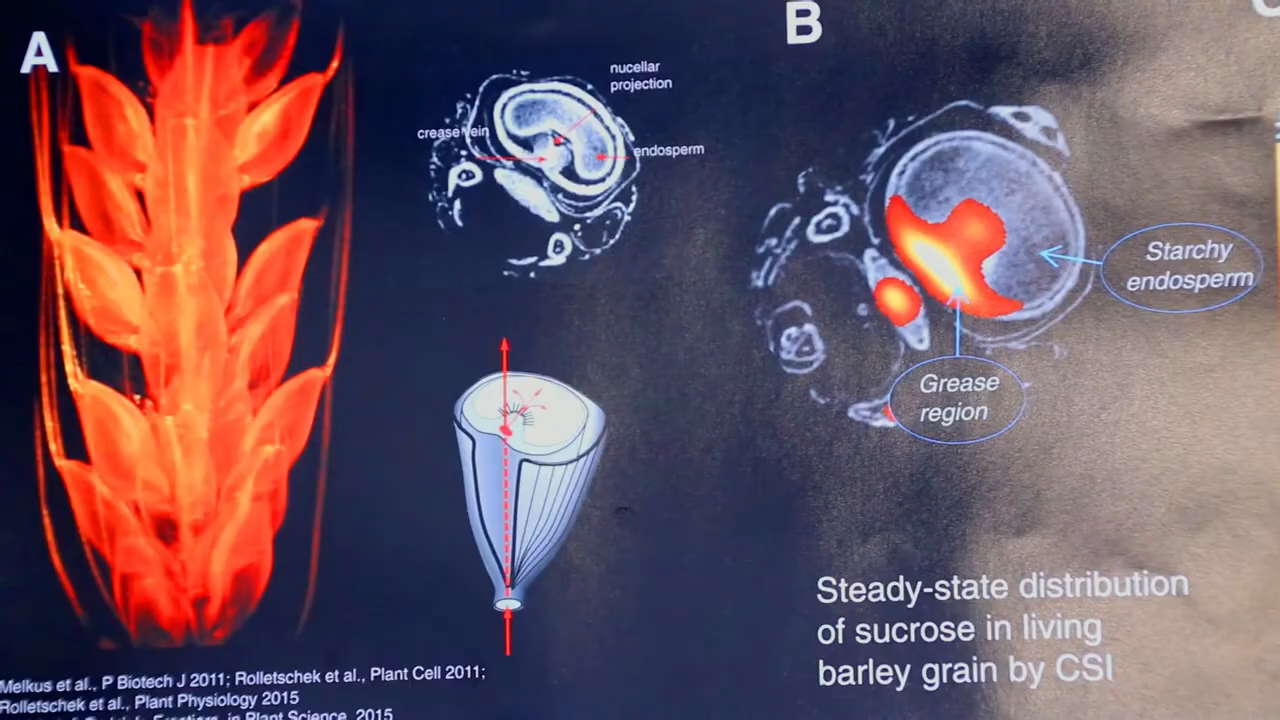 A
nucellar
projection
crease vein
endosperm
Melkus et al., P Biotech J 2011; Rolletschek et al., Plant Cell 2011;
Rolletschek et al., Plant Physiology 2015
in Plant Science, 2015
B
Starchy
endosperm
Grease
region
Steady-state distribution
of sucrose in living
barley grain by CSI
C